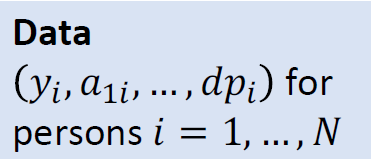 Data
(yᵢ, a₁ᵢ, … , dpᵢ) for
persons i = 1, … , N